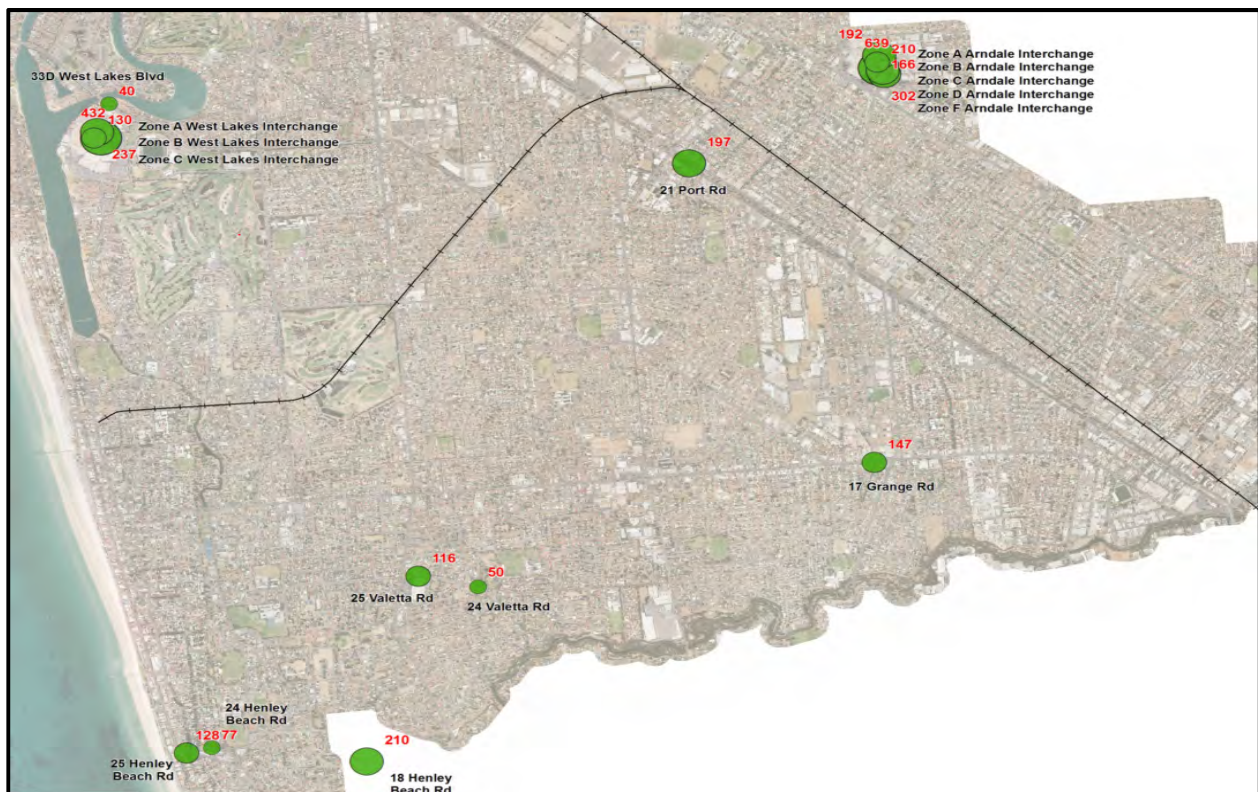 192
639
210
Zone A Arndale Interchange
Zone B Arndale Interchange
166
Zone C Arndale Interchange
Zone D Arndale Interchange
302
Zone F Arndale Interchange
33D West Lakes Blvd
40
432
130
Zone A West Lakes Interchange
Zone B West Lakes Interchange
237
Zone C West Lakes Interchange
197
21 Port Rd
147
17 Grange Rd
116
50
25 Valetta Rd
24 Valetta Rd
24 Henley
Beach Rd
128
77
25 Henley
Beach Rd
210
18 Henley
Beach Rd